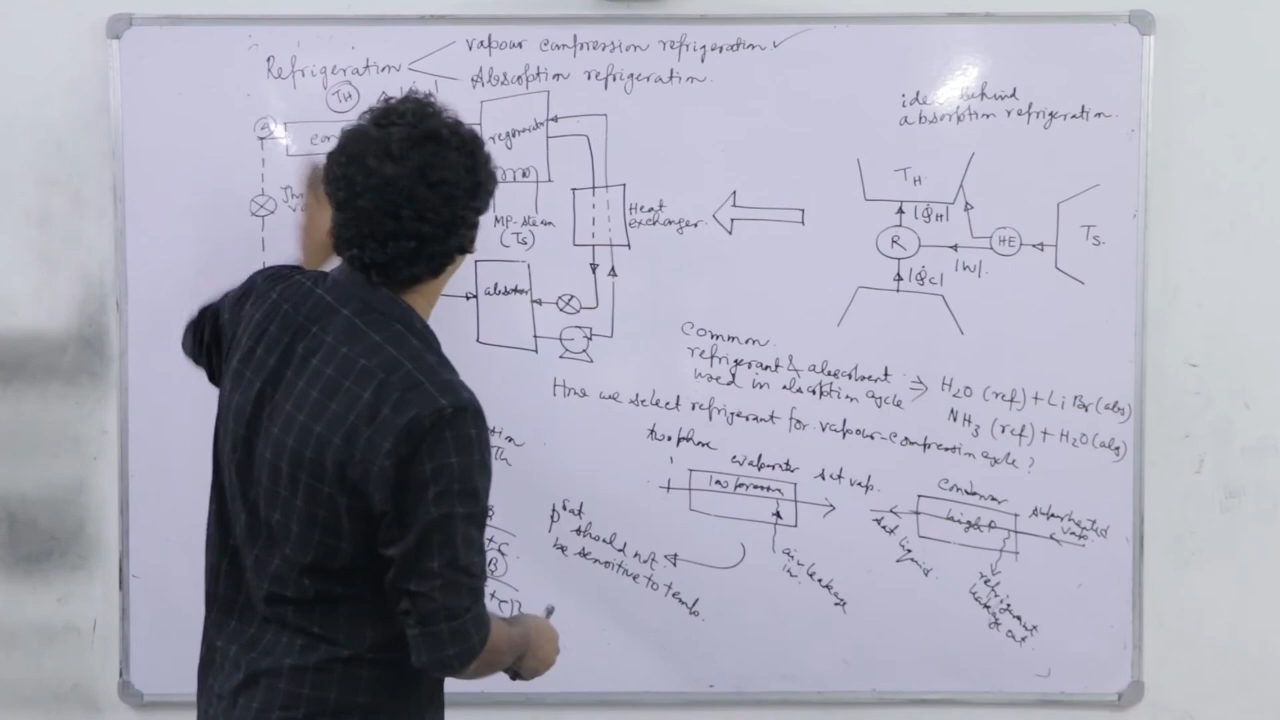 vapour compression refrigeration ✓
Refrigeration
Absorption refrigeration.
TH
4
con
regenerator
MP-steam
(Ts)
Heat
exchanger.
absorber
idea behind
absorption refrigeration.
TH.
|Q̇H|
R
HE
Ts.
|Ẇ|.
|Q̇c|
Common
refrigerant & absorbent
used in absorption cycle ⇒ H2O (ref) + LiBr (abs)
NH3 (ref) + H2O (abs)
How we select refrigerant for vapour-compression cycle?
two phase
evaporator
sat vap.
low pressure
air leakage
in.
condenser
high P
superheated
vap.
sat liquid.
refrigerant
leakage out
psat should not
be sensitive to temp.
B
+C
B